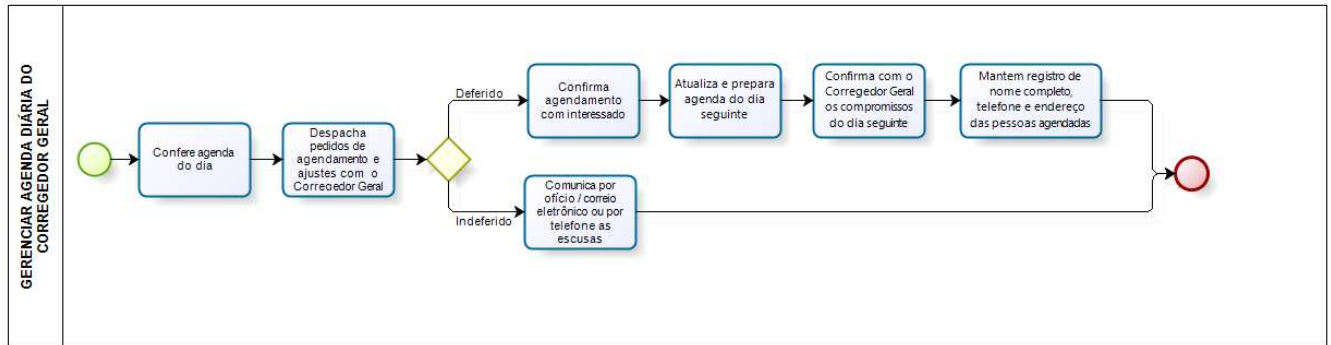 GERENCIAR AGENDA DIÁRIA DO
CORREGEDOR GERAL
Confere agenda
do dia
Despacha
pedidos de
agendamento e
ajustes com o
Corregedor Geral
Deferido
Confirma
agendamento
com interessado
Atualiza e prepara
agenda do dia
seguinte
Confirma com o
Corregedor Geral
os compromissos
do dia seguinte
Mantem registro de
nome completo,
telefone e endereço
das pessoas agendadas
Indeferido
Comunica por
ofício / correio
eletrônico ou por
telefone as
escusas